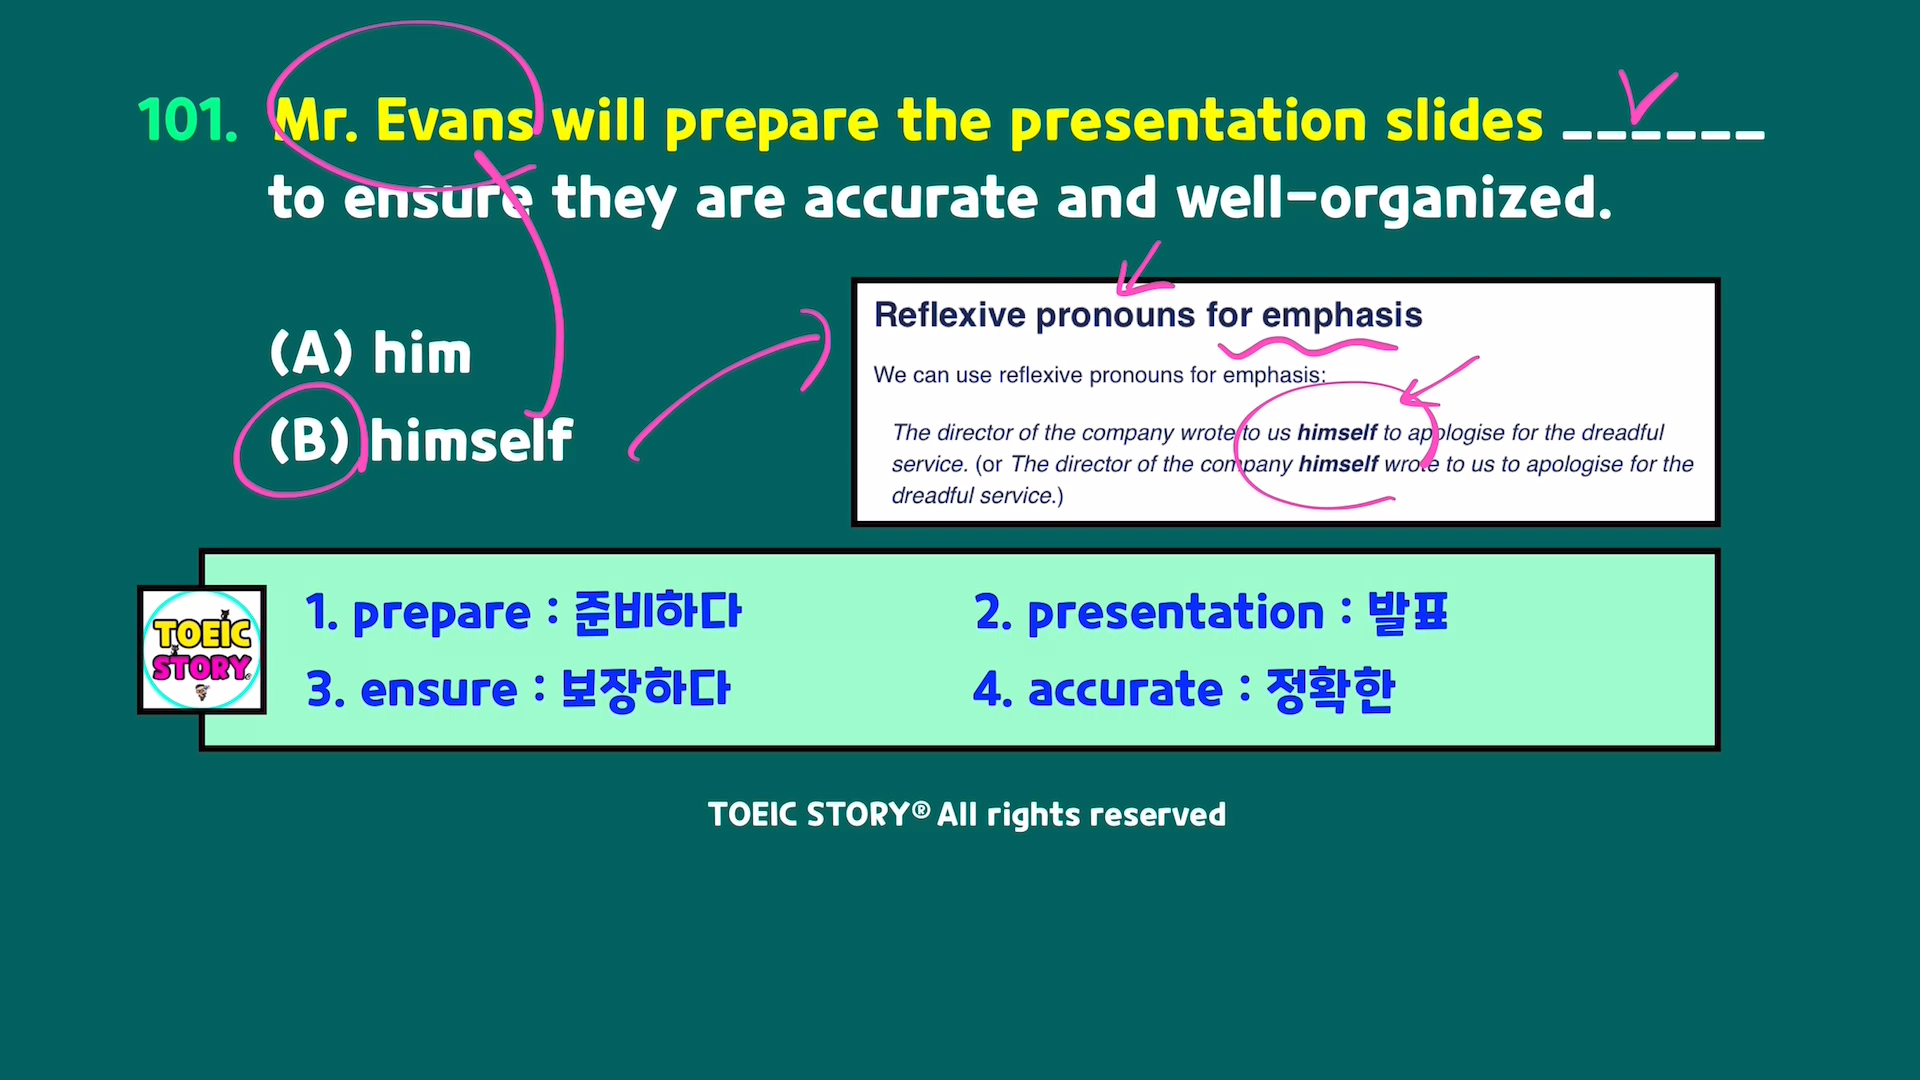 101. Mr. Evans will prepare the presentation slides ______
to ensure they are accurate and well-organized.
(A) him
(B) himself
Reflexive pronouns for emphasis
We can use reflexive pronouns for emphasis:
The director of the company wrote to us himself to apologise for the dreadful
service. (or The director of the company himself wrote to us to apologise for the
dreadful service.)
TOEIC
STORY
1. prepare : 준비하다
2. presentation : 발표
3. ensure : 보장하다
4. accurate : 정확한
TOEIC STORY® All rights reserved